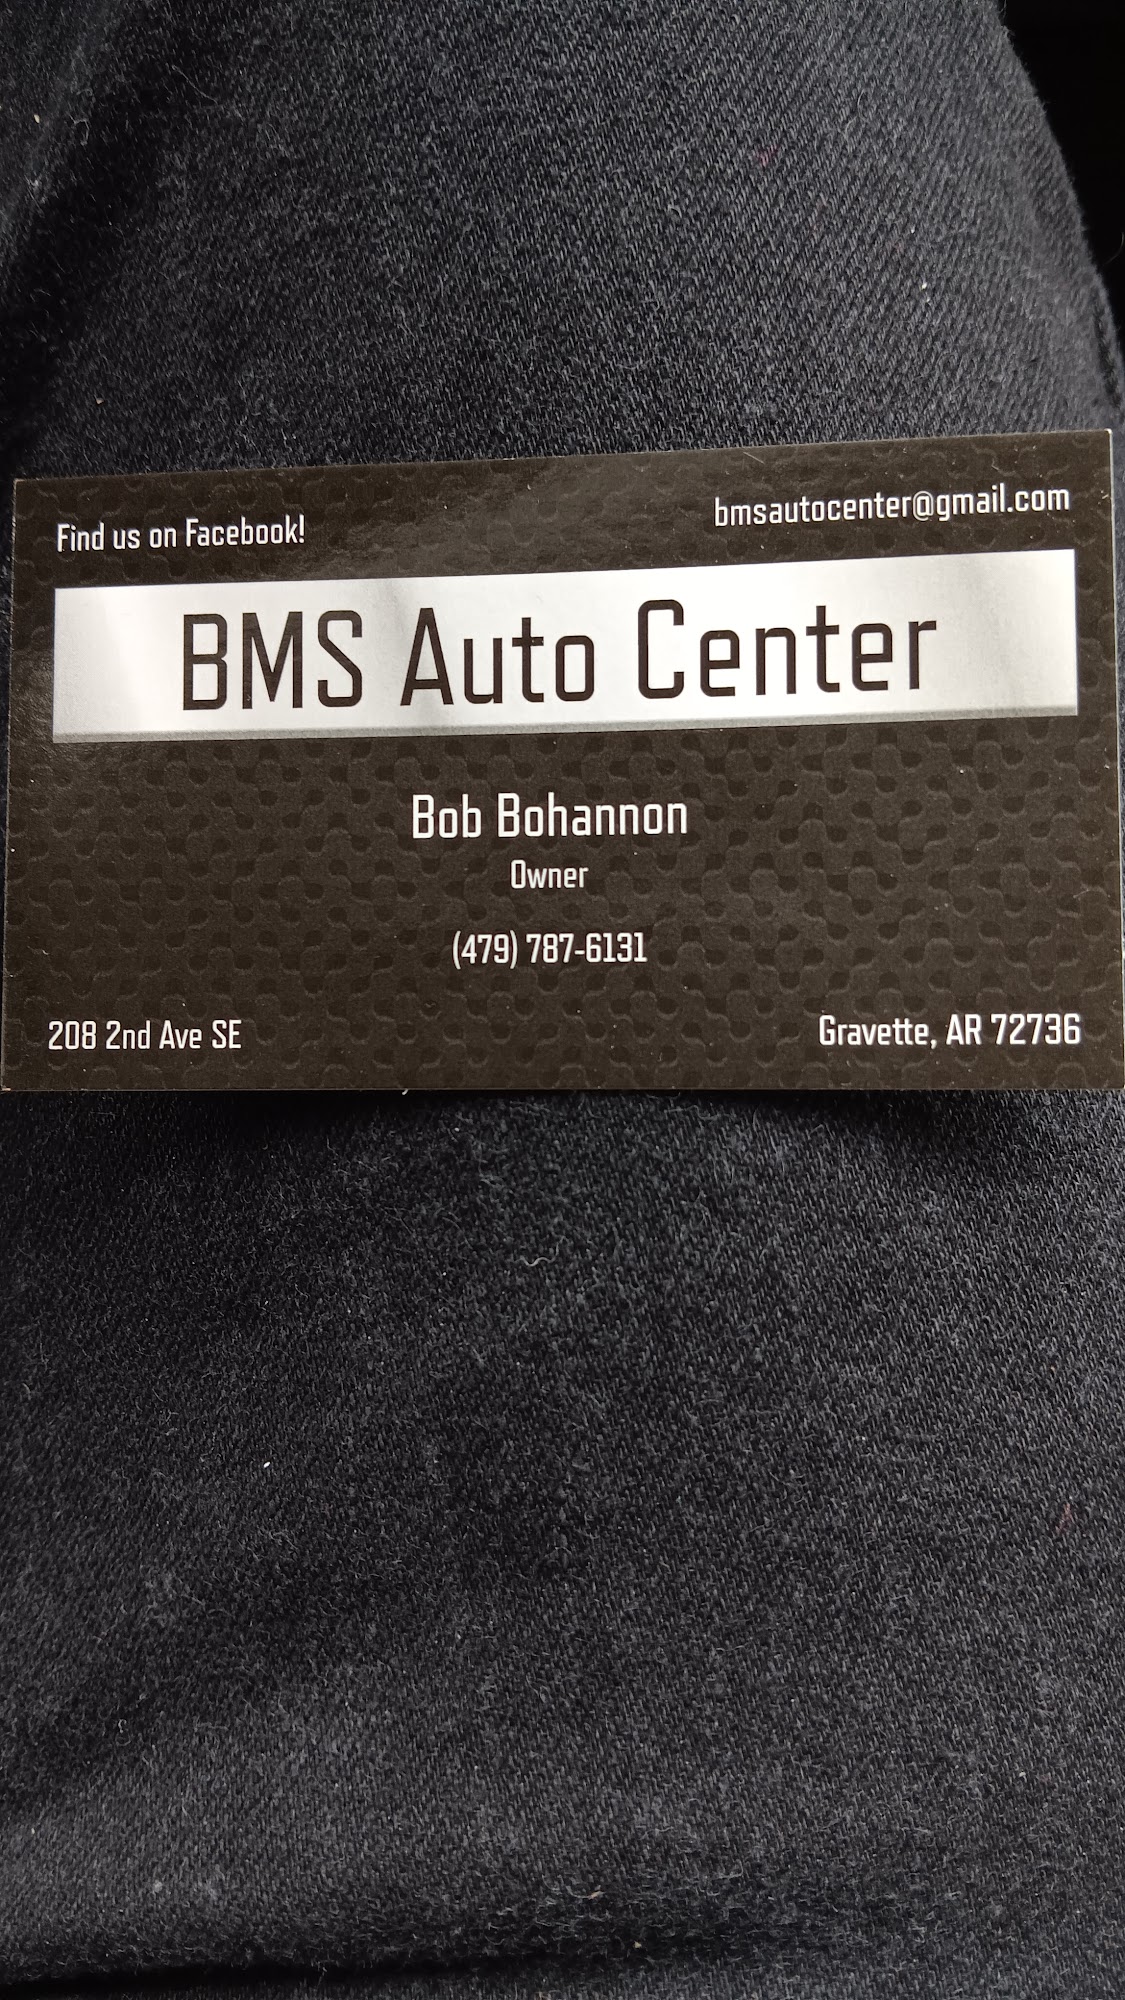 Find us on Facebook!
bmsautocenter@gmail.com
BMS Auto Center
Bob Bohannon
Owner
(479) 787-6131
208 2nd Ave SE
Gravette, AR 72736